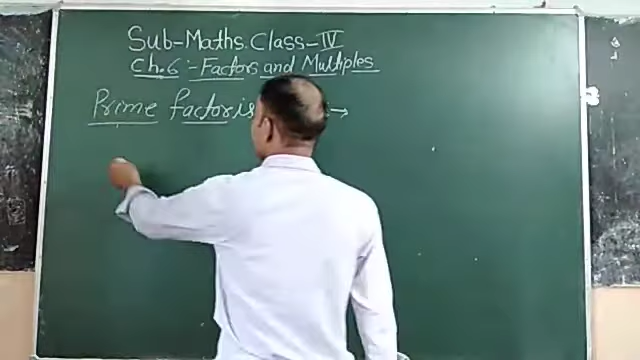 Sub-Maths. Class-IV
Ch.6:-Factors and Multiples
Prime factoris →